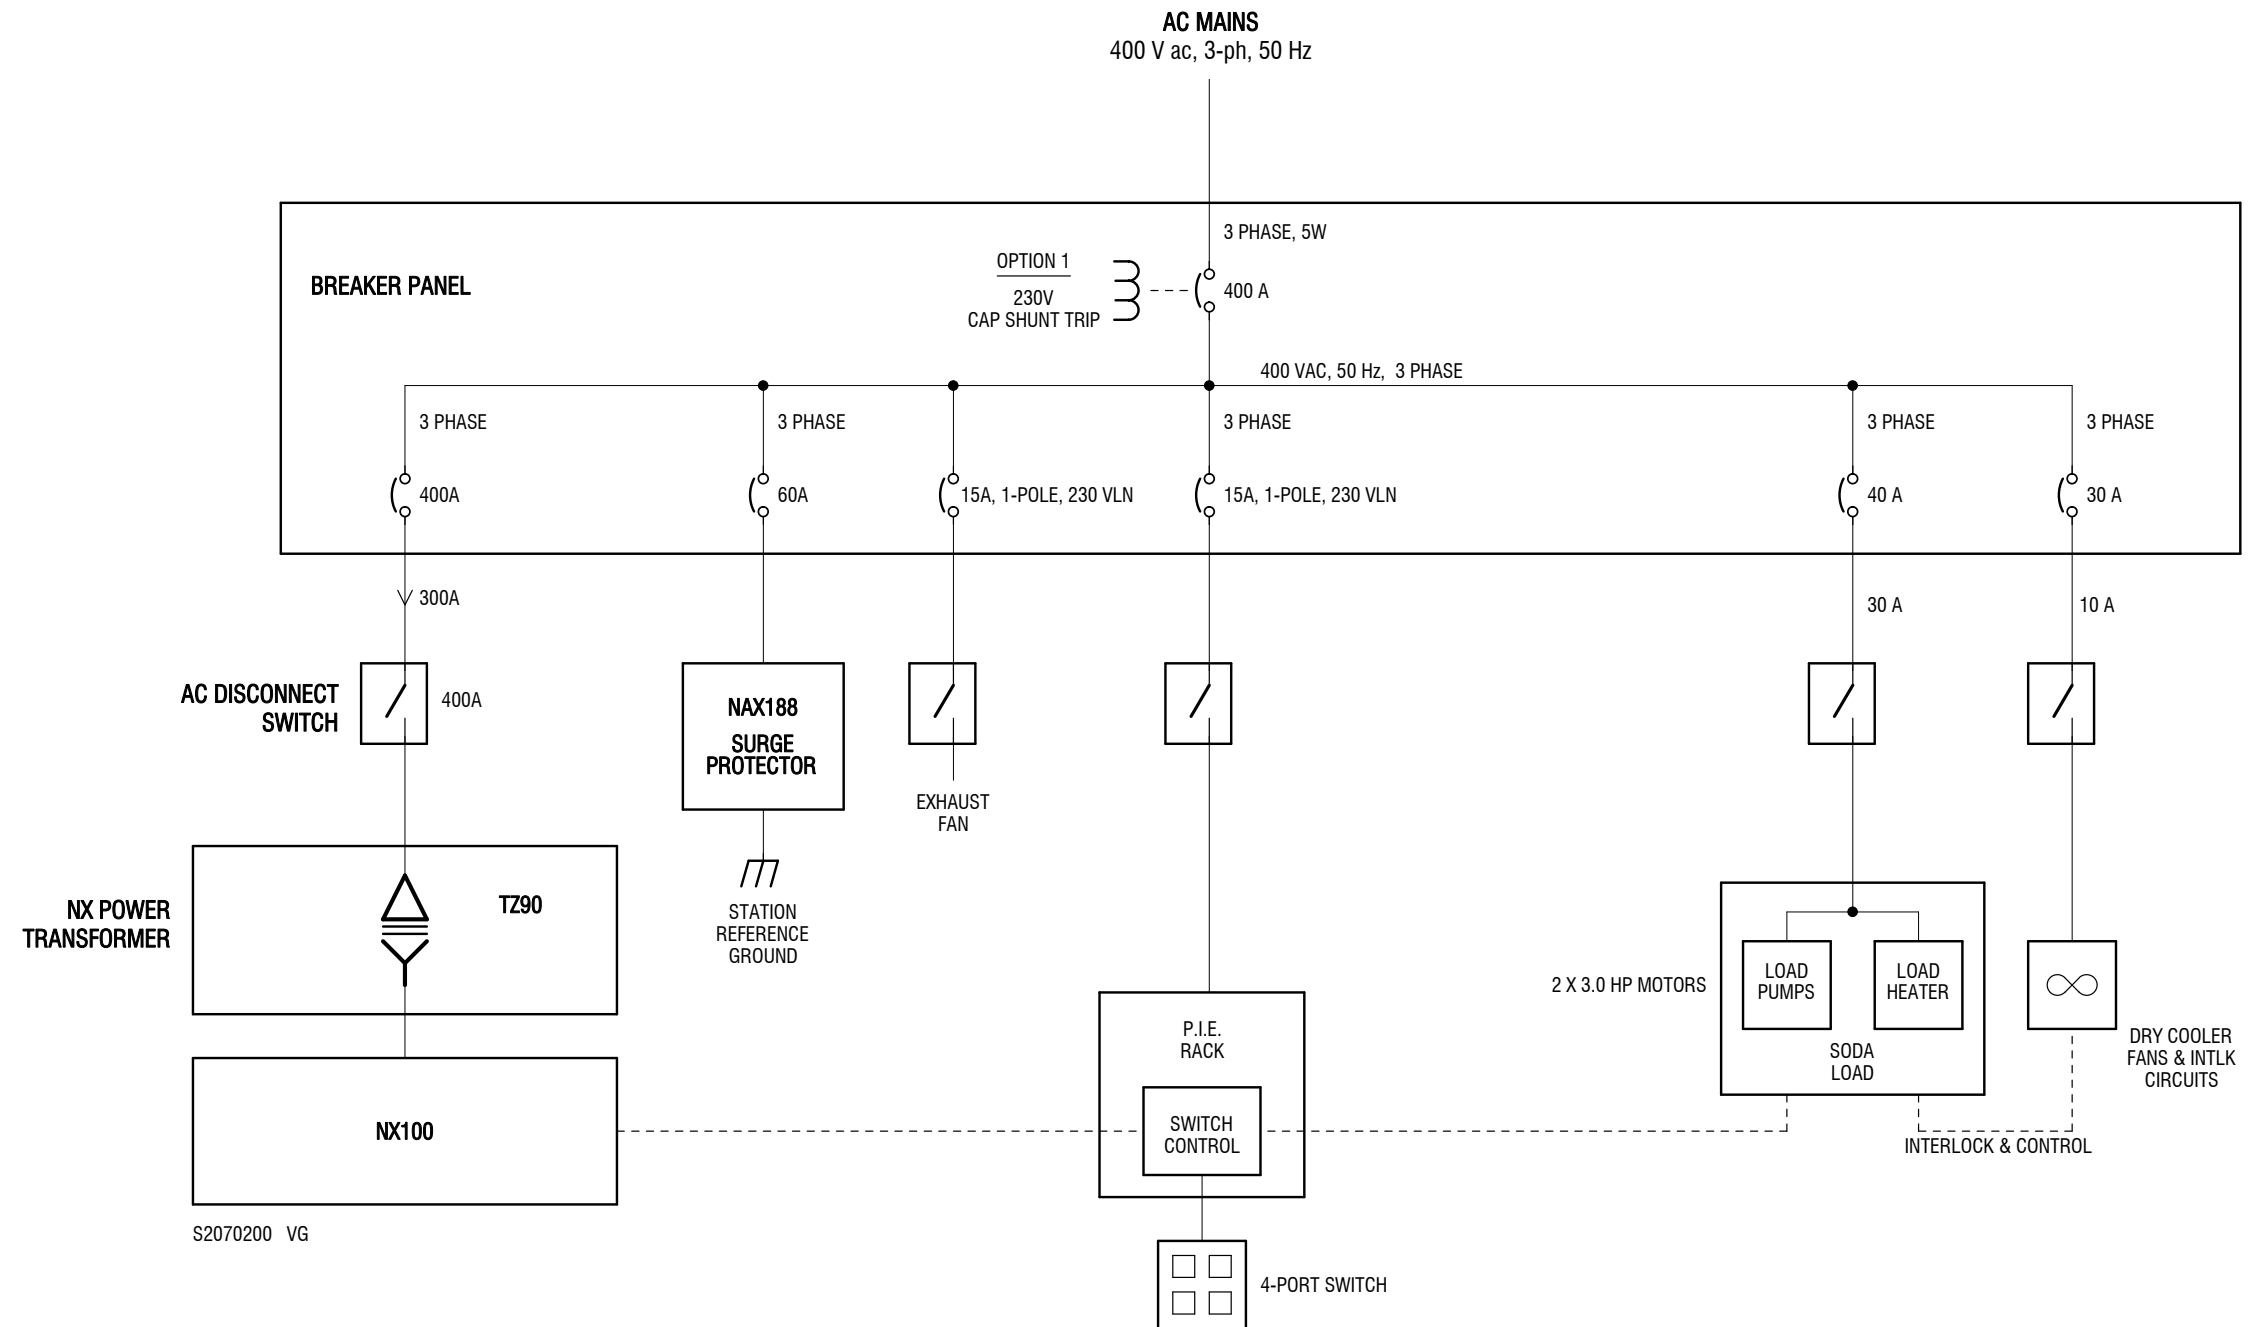 AC MAINS
400 V ac, 3-ph, 50 Hz
3 PHASE, 5W
OPTION 1
230V
CAP SHUNT TRIP
400 A
BREAKER PANEL
400 VAC, 50 Hz, 3 PHASE
3 PHASE
3 PHASE
3 PHASE
3 PHASE
3 PHASE
400A
60A
15A, 1-POLE, 230 VLN
15A, 1-POLE, 230 VLN
40 A
30 A
300A
30 A
10 A
AC DISCONNECT
SWITCH
400A
NAX188
SURGE
PROTECTOR
EXHAUST
FAN
NX POWER
TRANSFORMER
TZ90
STATION
REFERENCE
GROUND
2 X 3.0 HP MOTORS
LOAD
PUMPS
LOAD
HEATER
SODA
LOAD
DRY COOLER
FANS & INTLK
CIRCUITS
P.I.E.
RACK
SWITCH
CONTROL
NX100
INTERLOCK & CONTROL
S2070200 VG
4-PORT SWITCH